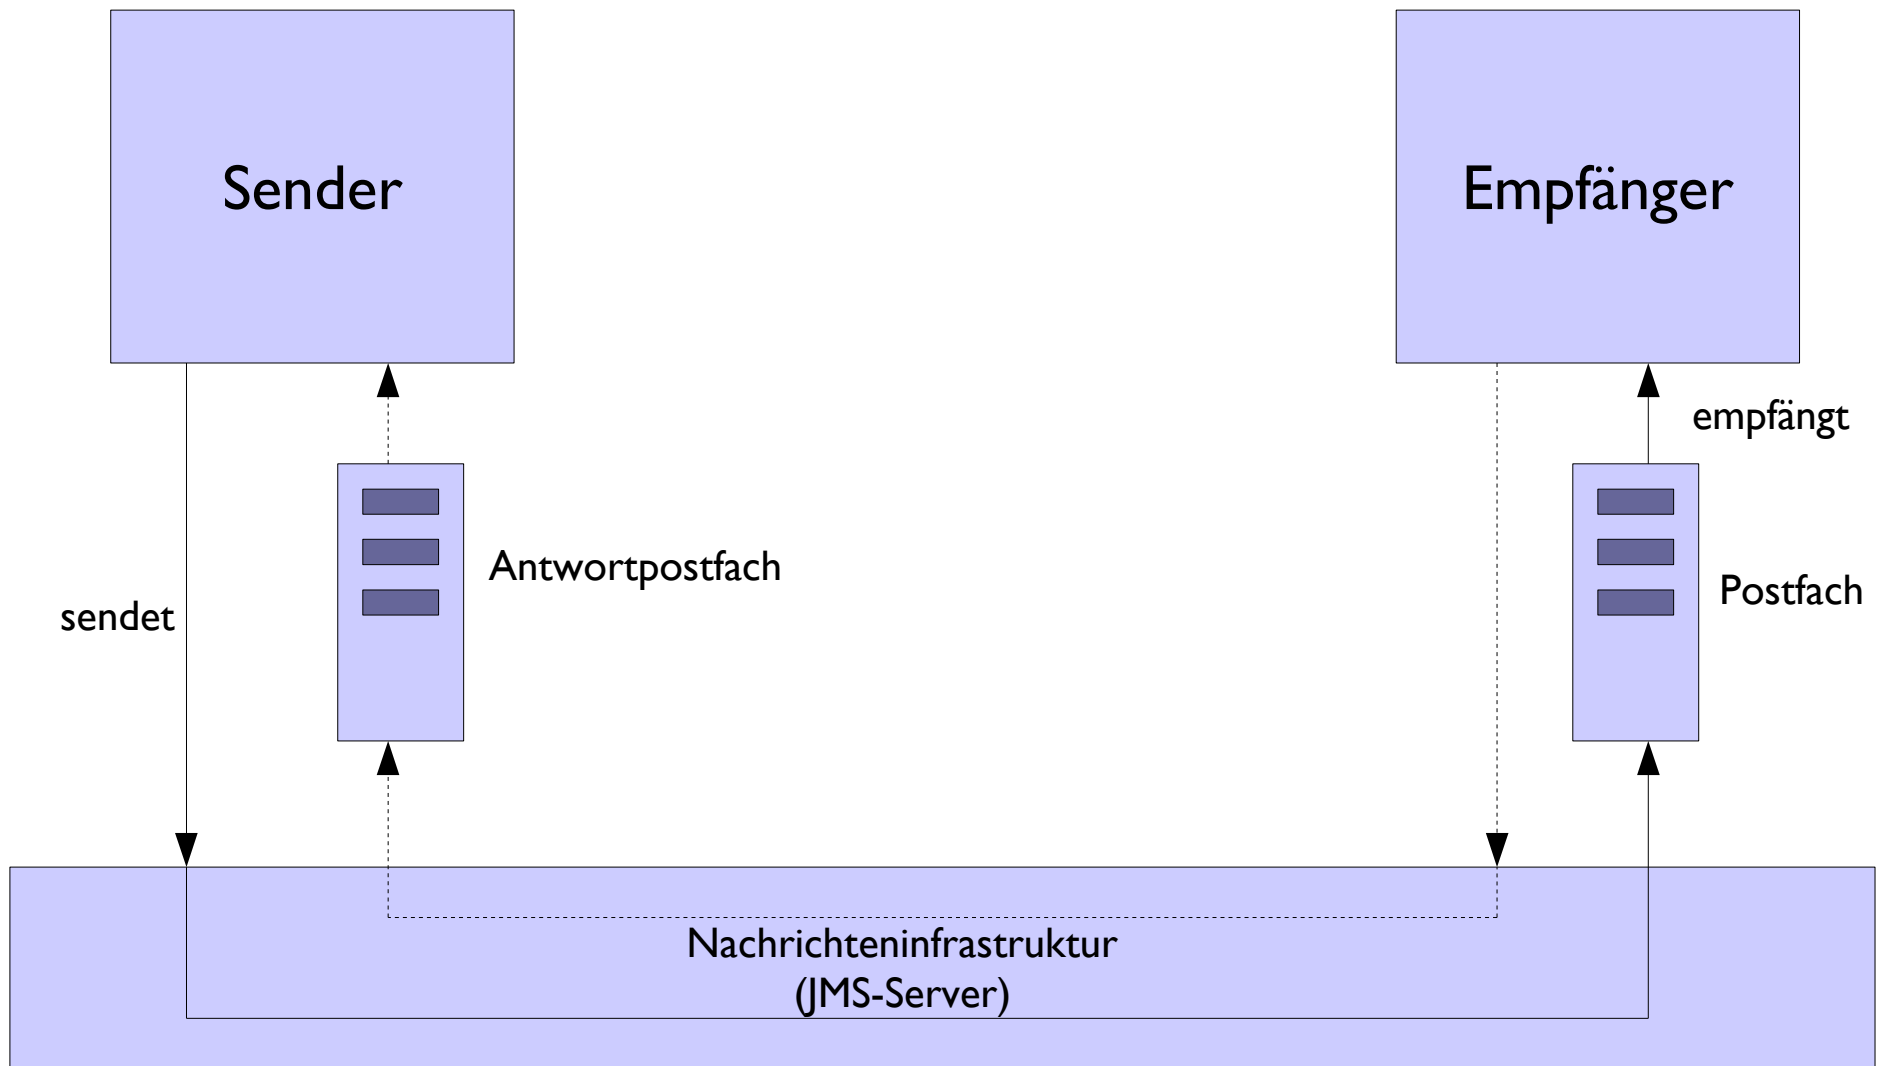 Sender
Empfänger
empfängt
Antwortpostfach
Postfach
sendet
Nachrichteninfrastruktur
(JMS-Server)